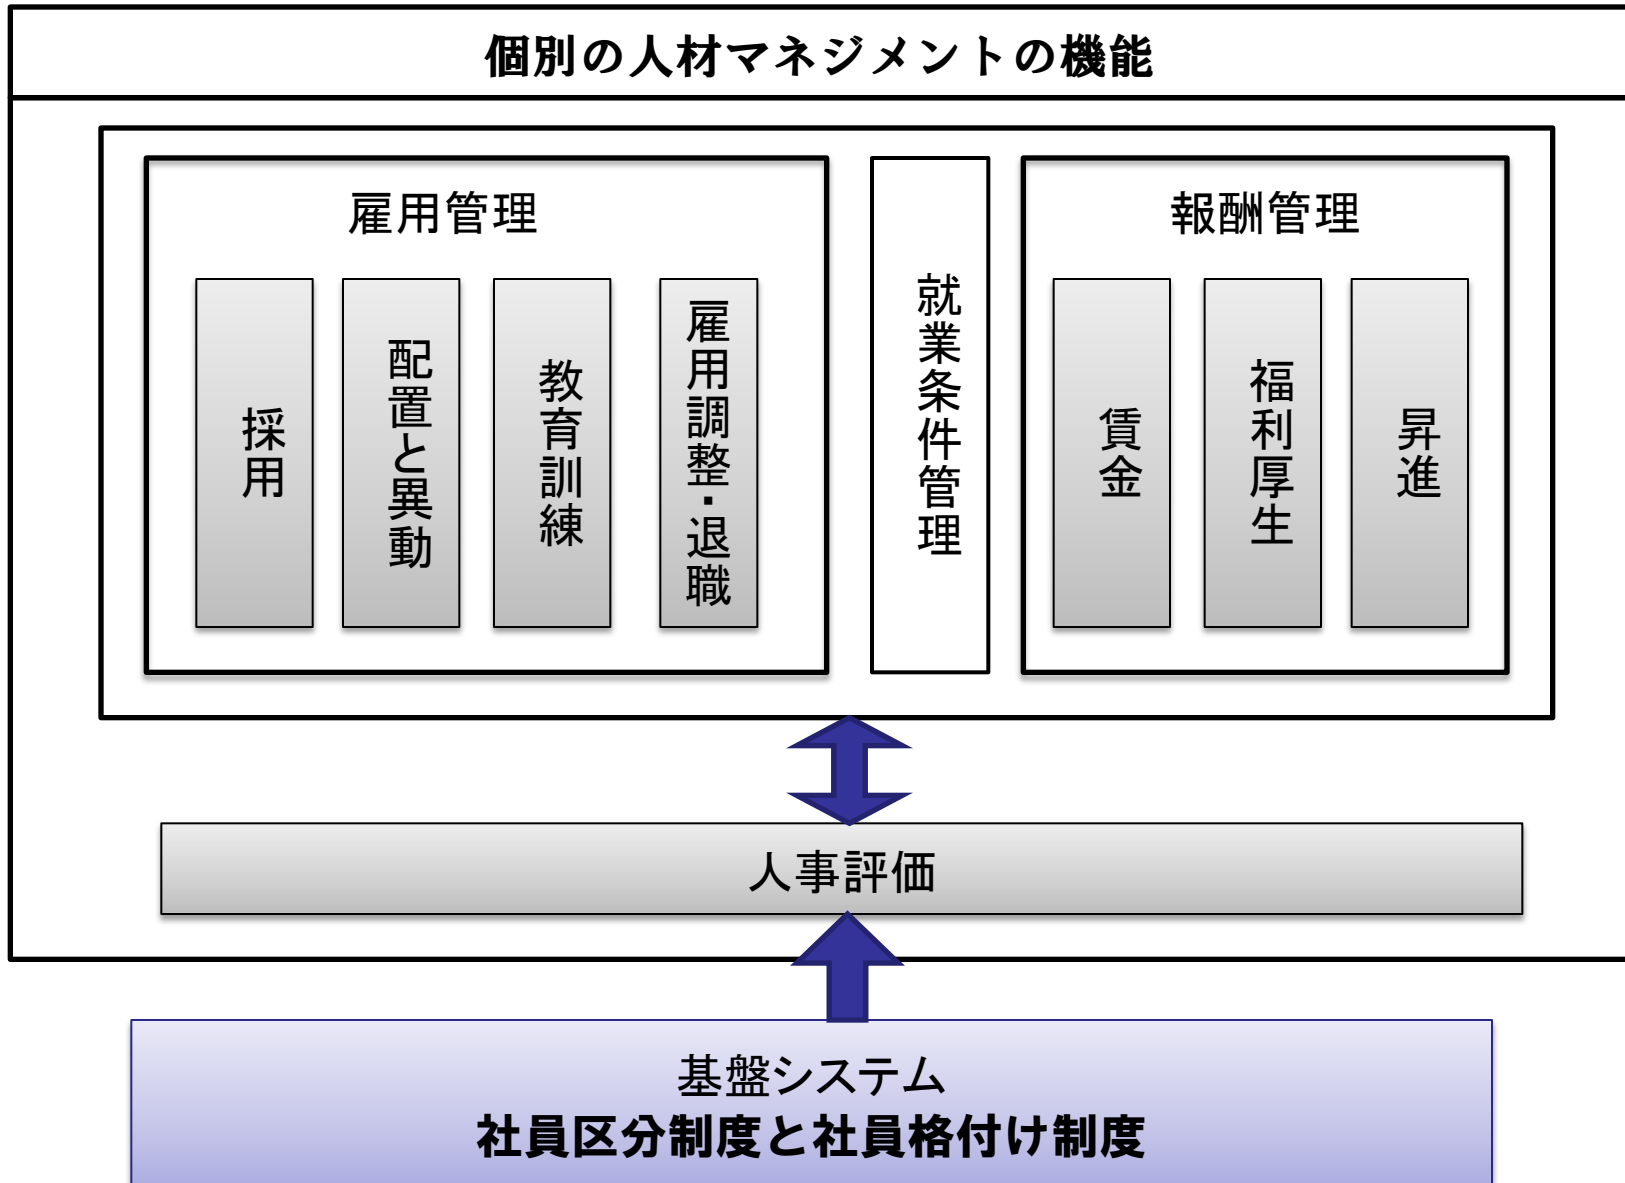 個別の人材マネジメントの機能
雇用管理
採用
配置と異動
教育訓練
雇用調整・退職
就業条件管理
報酬管理
賃金
福利厚生
昇進
人事評価
基盤システム
社員区分制度と社員格付け制度